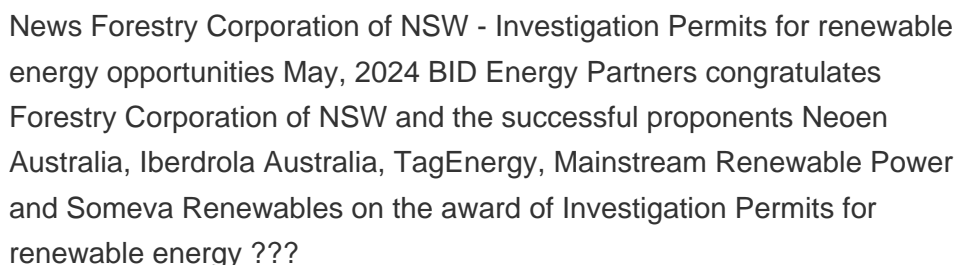 News Forestry Corporation of NSW - Investigation Permits for renewable
energy opportunities May, 2024 BID Energy Partners congratulates
Forestry Corporation of NSW and the successful proponents Neoen
Australia, Iberdrola Australia, TagEnergy, Mainstream Renewable Power
and Someva Renewables on the award of Investigation Permits for
renewable energy ???